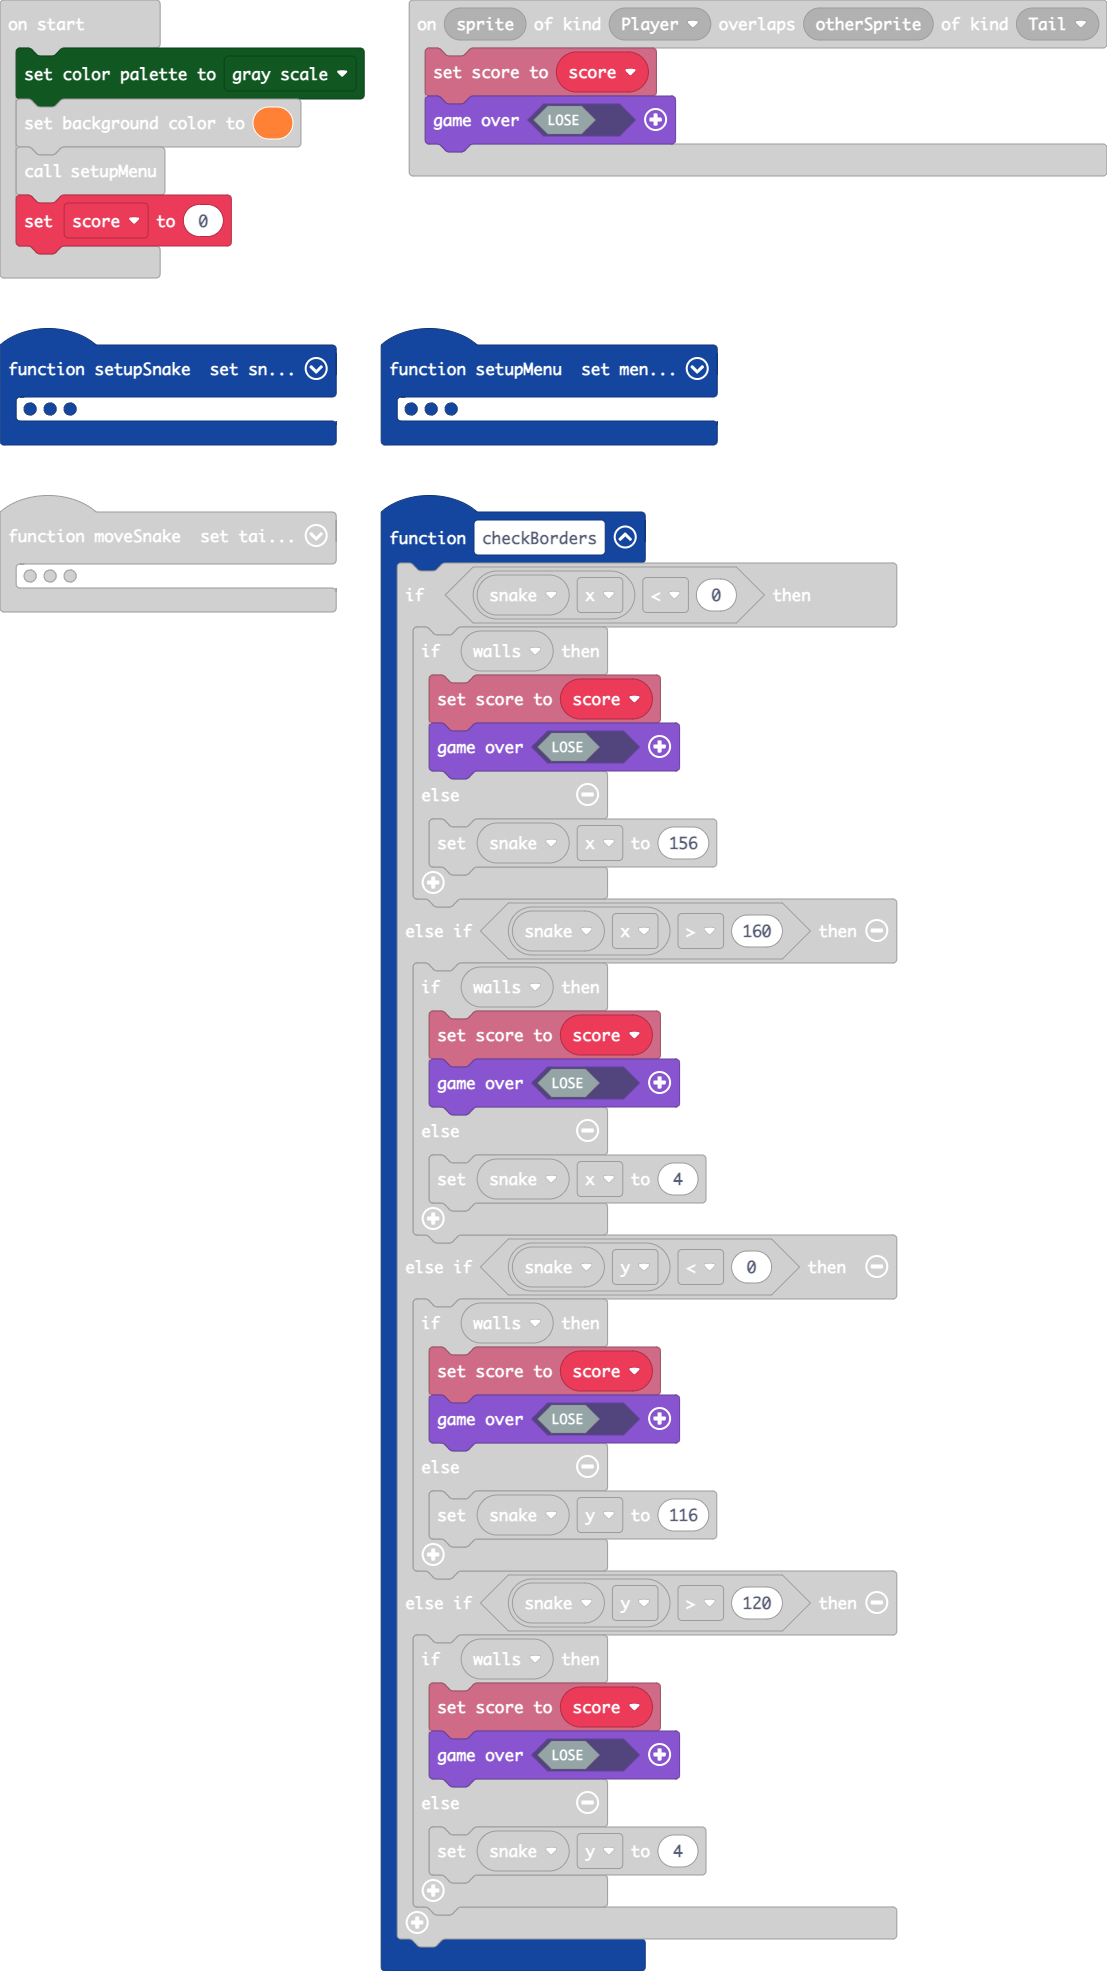 on start
set color palette to gray scale
set background color to
call setupMenu
set score to 0
on sprite of kind Player overlaps otherSprite of kind Tail
set score to score
game over LOSE
function setupSnake set sn...
function setupMenu set men...
function moveSnake set tai...
function checkBorders
if snake x < 0 then
if walls then
set score to score
game over LOSE
else
set snake x to 156
else if snake x > 160 then
if walls then
set score to score
game over LOSE
else
set snake x to 4
else if snake y < 0 then
if walls then
set score to score
game over LOSE
else
set snake y to 116
else if snake y > 120 then
if walls then
set score to score
game over LOSE
else
set snake y to 4